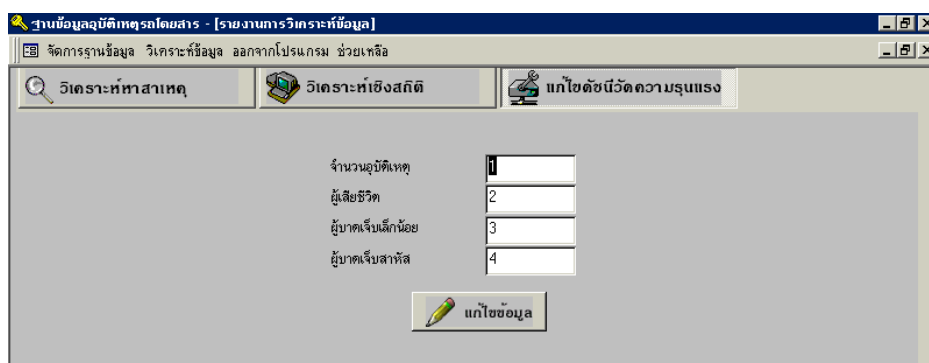 ฐานข้อมูลอุบัติเหตุรถโดยสาร - [รายงานการวิเคราะห์ข้อมูล]
จัดการฐานข้อมูล วิเคราะห์ข้อมูล ออกจากโปรแกรม ช่วยเหลือ
วิเคราะห์หาสาเหตุ วิเคราะห์เชิงสถิติ แก้ไขดัชนีวัดความรุนแรง
จำนวนอุบัติเหตุ 1
ผู้เสียชีวิต 2
ผู้บาดเจ็บเล็กน้อย 3
ผู้บาดเจ็บสาหัส 4
แก้ไขข้อมูล